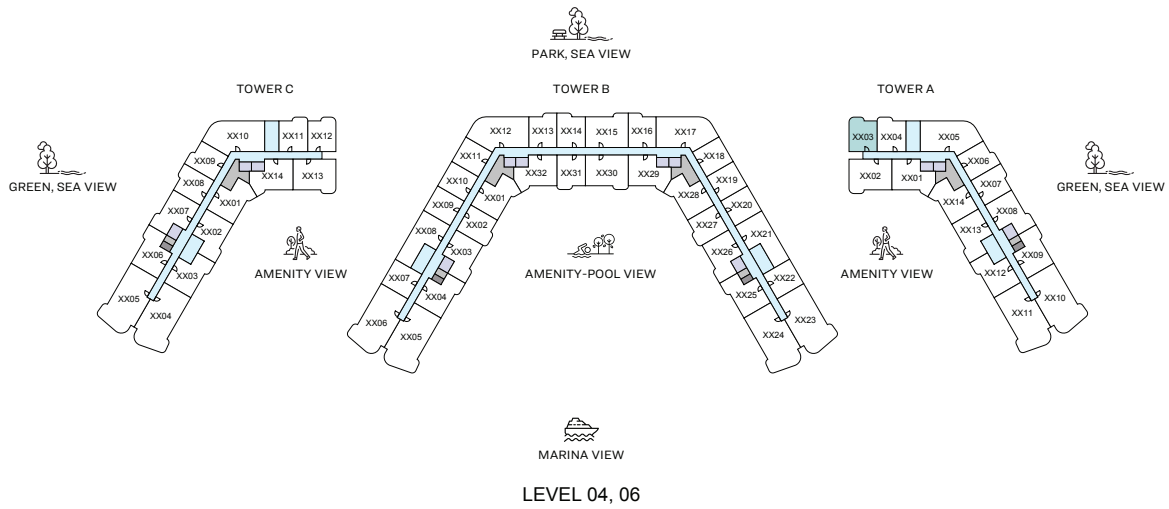 PARK, SEA VIEW
TOWER C
TOWER B
TOWER A
GREEN, SEA VIEW
GREEN, SEA VIEW
XX10
XX11
XX12
XX09
XX14
XX13
XX08
XX01
XX07
XX02
XX06
XX03
XX05
XX04
AMENITY VIEW
XX12
XX13
XX14
XX15
XX16
XX17
XX11
XX32
XX31
XX30
XX29
XX18
XX10
XX01
XX28
XX19
XX09
XX02
XX27
XX20
XX08
XX03
XX26
XX21
XX07
XX04
XX25
XX22
XX06
XX05
XX24
XX23
AMENITY-POOL VIEW
XX03
XX04
XX05
XX02
XX01
XX06
XX14
XX07
XX13
XX08
XX12
XX09
XX11
XX10
AMENITY VIEW
MARINA VIEW
LEVEL 04, 06